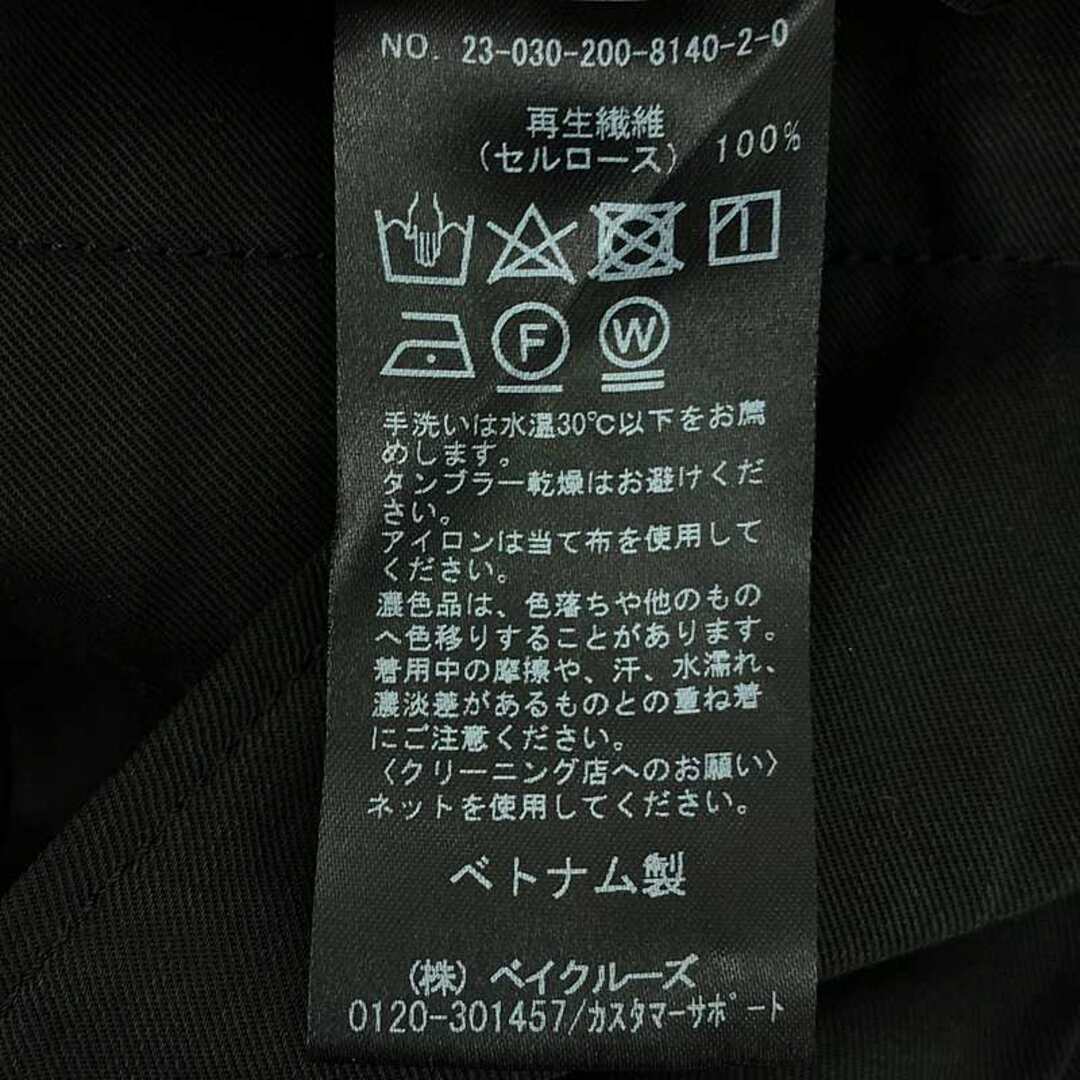 NO. 23-030-200-8140-2-0
再生繊維
(セルロース) 100%
F W
手洗いは水温30℃以下をお薦
めします。
タンブラー乾燥はお避けくだ
さい。
アイロンは当て布を使用して
ください。
濃色品は、色落ちや他のもの
へ色移りすることがあります。
着用中の摩擦や、汗、水濡れ、
濃淡差があるものとの重ね着
にご注意ください。
〈クリーニング店へのお願い〉
ネットを使用してください。
ベトナム製
(株) ベイクルーズ
0120-301457/カスタマーサポート